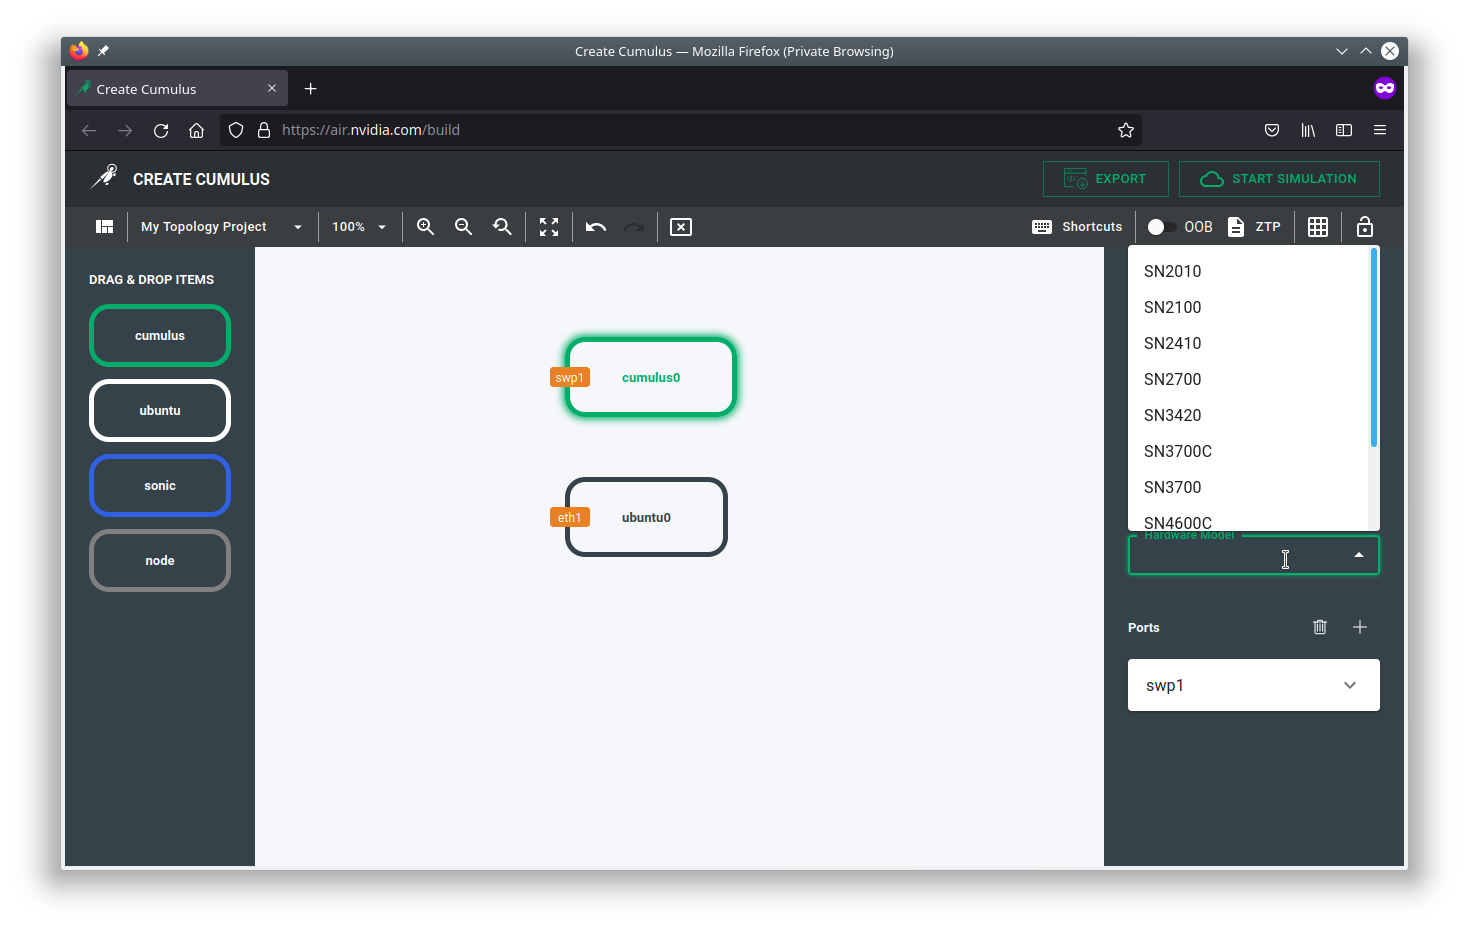 Create Cumulus — Mozilla Firefox (Private Browsing)
Create Cumulus
https://air.nvidia.com/build
CREATE CUMULUS
EXPORT
START SIMULATION
My Topology Project
100%
Shortcuts
OOB
ZTP
DRAG & DROP ITEMS
cumulus
ubuntu
sonic
node
swp1
cumulus0
eth1
ubuntu0
SN2010
SN2100
SN2410
SN2700
SN3420
SN3700C
SN3700
SN4600C
Hardware Model
Ports
swp1